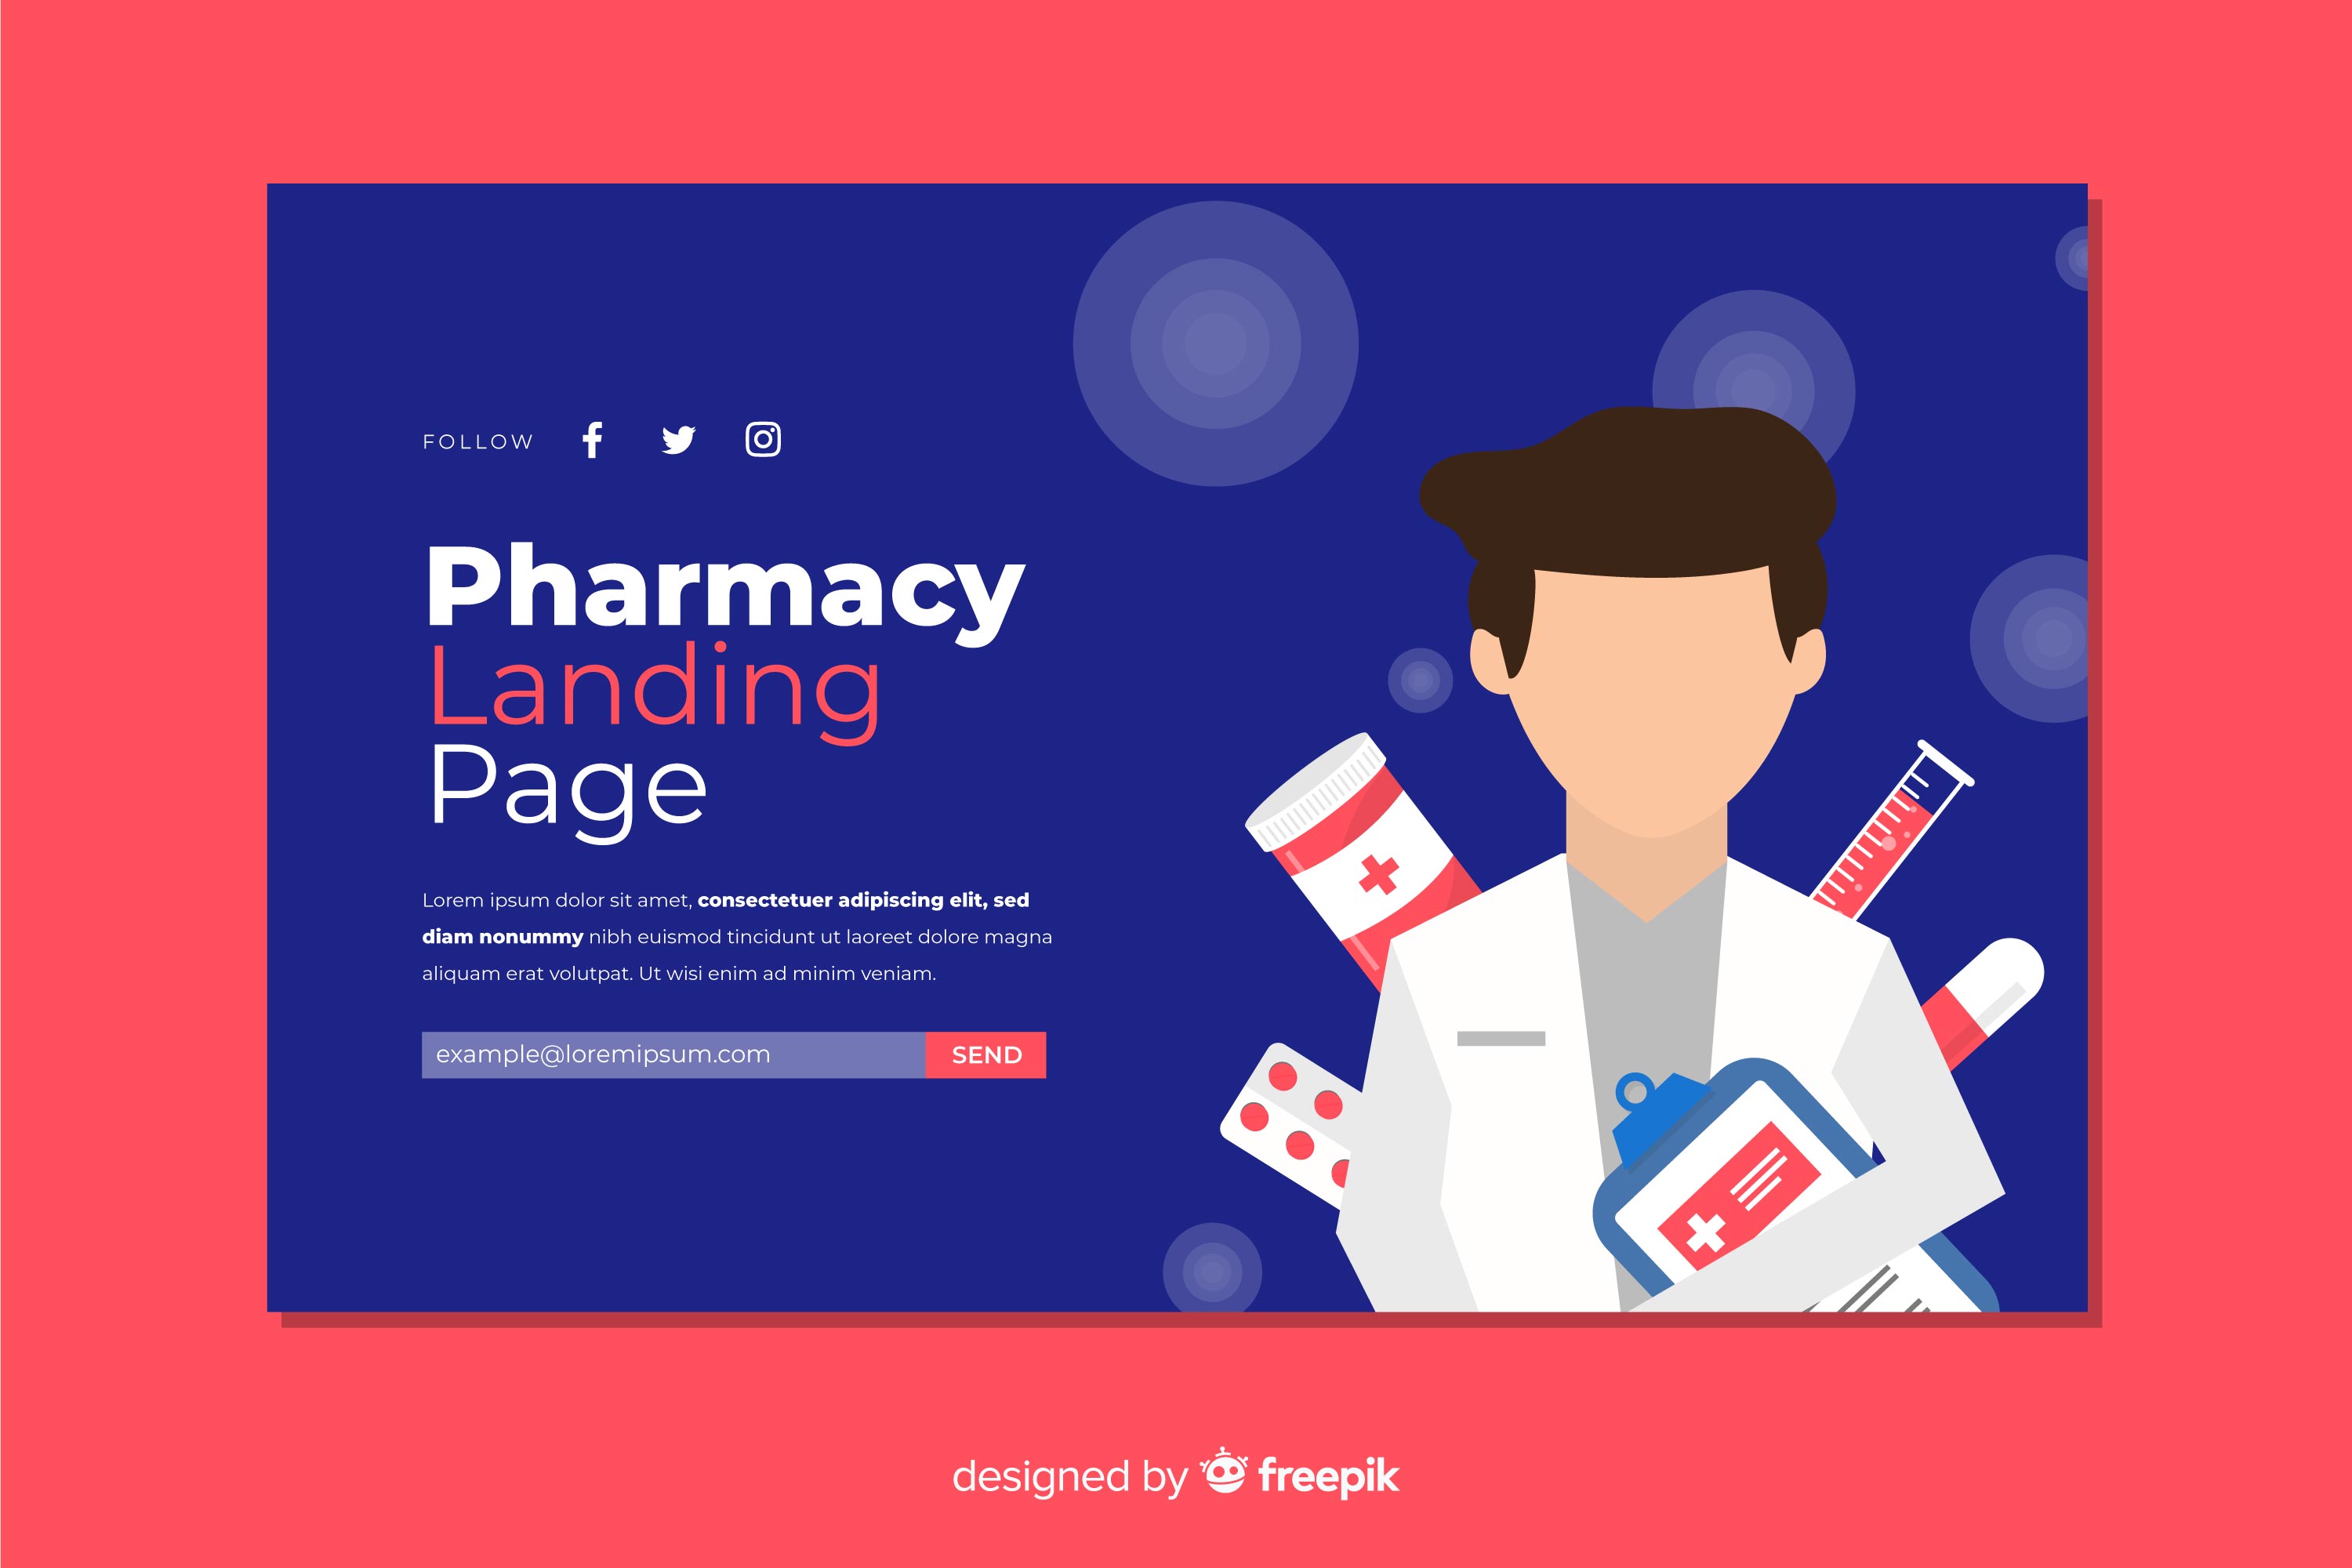 FOLLOW
Pharmacy
Landing
Page
Lorem ipsum dolor sit amet, consectetuer adipiscing elit, sed
diam nonummy nibh euismod tincidunt ut laoreet dolore magna
aliquam erat volutpat. Ut wisi enim ad minim veniam.
example@loremipsum.com SEND
designed by freepik